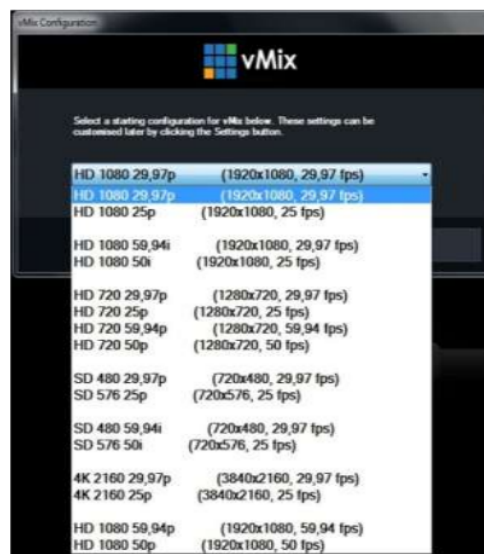 vMix Configuration
vMix
Select a starting configuration for vMix below. These settings can be
customised later by clicking the Settings button.
HD 1080 29,97p (1920x1080, 29,97 fps)
HD 1080 29,97p (1920x1080, 29,97 fps)
HD 1080 25p (1920x1080, 25 fps)
HD 1080 59,94i (1920x1080, 29,97 fps)
HD 1080 50i (1920x1080, 25 fps)
HD 720 29,97p (1280x720, 29,97 fps)
HD 720 25p (1280x720, 25 fps)
HD 720 59,94p (1280x720, 59,94 fps)
HD 720 50p (1280x720, 50 fps)
SD 480 29,97p (720x480, 29,97 fps)
SD 576 25p (720x576, 25 fps)
SD 480 59,94i (720x480, 29,97 fps)
SD 576 50i (720x576, 25 fps)
4K 2160 29,97p (3840x2160, 29,97 fps)
4K 2160 25p (3840x2160, 25 fps)
HD 1080 59,94p (1920x1080, 59,94 fps)
HD 1080 50p (1920x1080, 50 fps)